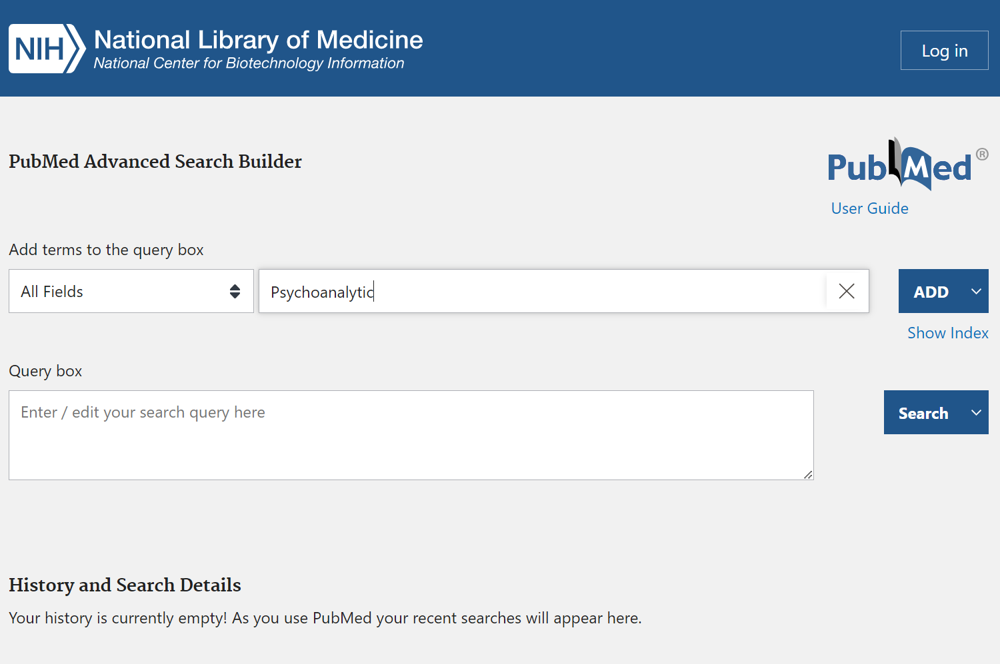 NIH National Library of Medicine
National Center for Biotechnology Information
Log in
PubMed Advanced Search Builder
PubMed ®
User Guide
Add terms to the query box
All Fields
Psychoanalytic
ADD
Show Index
Query box
Enter / edit your search query here
Search
History and Search Details
Your history is currently empty! As you use PubMed your recent searches will appear here.